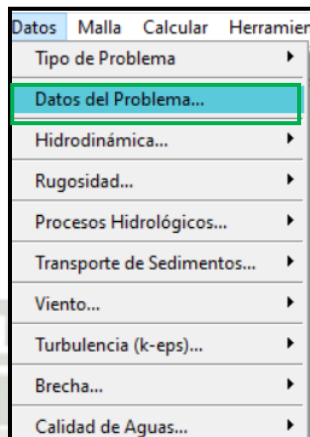 Datos Malla Calcular Herramier
Tipo de Problema
Datos del Problema...
Hidrodinámica...
Rugosidad...
Procesos Hidrológicos...
Transporte de Sedimentos...
Viento...
Turbulencia (k-eps)...
Brecha...
Calidad de Aguas...